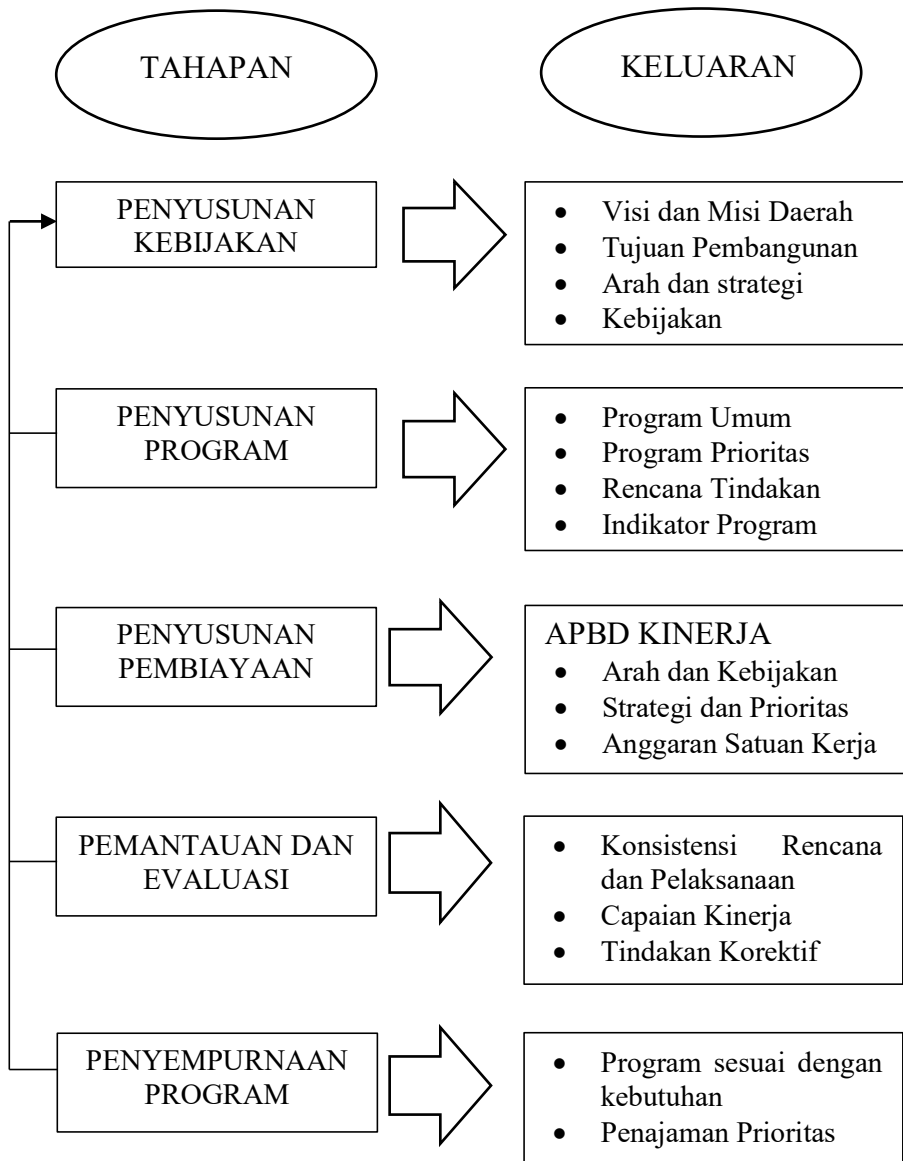 TAHAPAN
KELUARAN
PENYUSUNAN
KEBIJAKAN
• Visi dan Misi Daerah
• Tujuan Pembangunan
• Arah dan strategi
• Kebijakan
PENYUSUNAN
PROGRAM
• Program Umum
• Program Prioritas
• Rencana Tindakan
• Indikator Program
PENYUSUNAN
PEMBIAYAAN
APBD KINERJA
• Arah dan Kebijakan
• Strategi dan Prioritas
• Anggaran Satuan Kerja
PEMANTAUAN DAN
EVALUASI
• Konsistensi Rencana
dan Pelaksanaan
• Capaian Kinerja
• Tindakan Korektif
PENYEMPURNAAN
PROGRAM
• Program sesuai dengan
kebutuhan
• Penajaman Prioritas